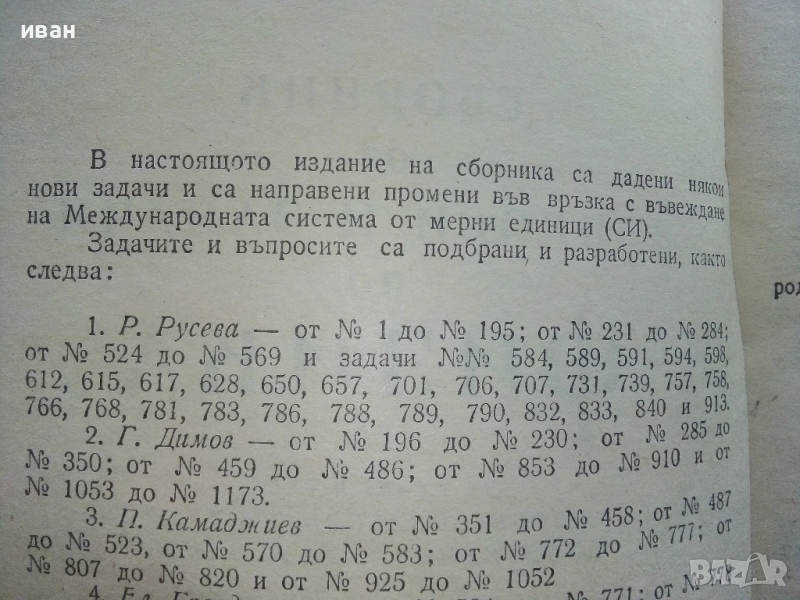 иван
СБОРНИК
В настоящото издание на сборника са дадени някои
нови задачи и са направени промени във връзка с въвеждане
на Международната система от мерни единици (СИ).
Задачите и въпросите са подбрани и разработени, както
следва:
род
1. Р. Русева — от № 1 до № 195; от № 231 до № 284;
от № 524 до № 569 и задачи №№ 584, 589, 591, 594, 598,
612, 615, 617, 628, 650, 657, 701, 706, 707, 731, 739, 757, 758,
766, 768, 781, 783, 786, 788, 789, 790, 832, 833, 840 и 913.
2. Г. Димов — от № 196 до № 230; от № 285 до
№ 350; от № 459 до № 486; от № 853 до № 910 и от
№ 1053 до № 1173.
3. П. Камаджиев — от № 351 до № 458; от № 487
до № 523, от № 570 до № 583; от № 772 до № 777; от
№ 807 до № 820 и от № 925 до № 1052
4. № 771; от №
BAZAR